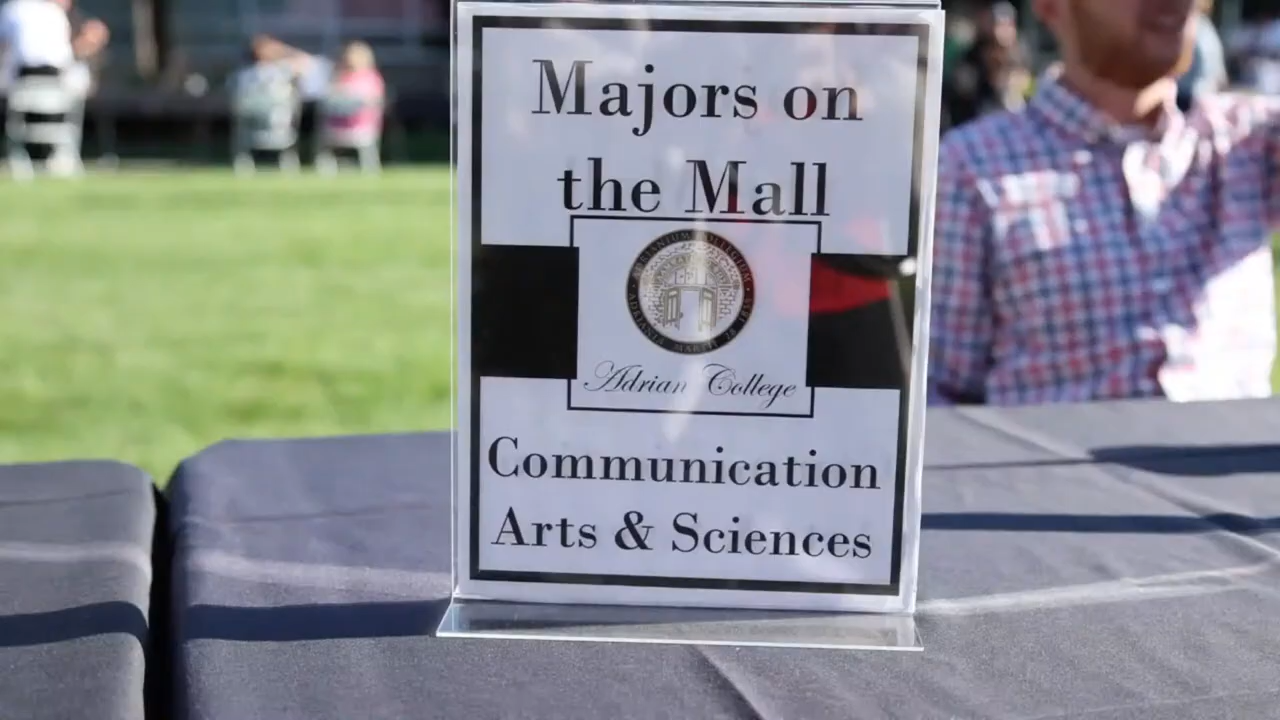 Majors on
the Mall
Adrian College
Communication
Arts & Sciences